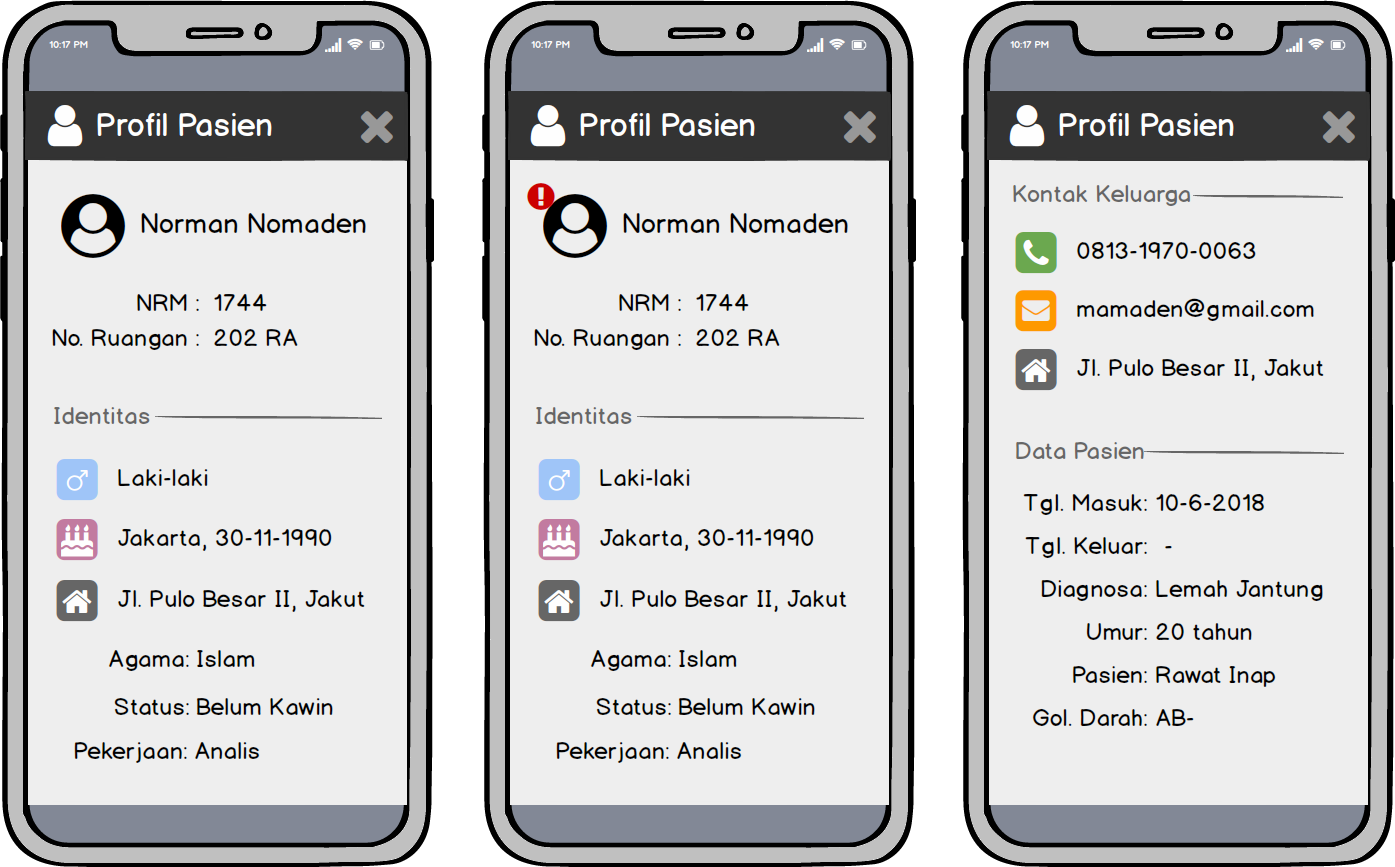 10:17 PM
Profil Pasien
Norman Nomaden
NRM : 1744
No. Ruangan : 202 RA
Identitas
Laki-laki
Jakarta, 30-11-1990
Jl. Pulo Besar II, Jakut
Agama: Islam
Status: Belum Kawin
Pekerjaan: Analis
10:17 PM
Profil Pasien
Norman Nomaden
NRM : 1744
No. Ruangan : 202 RA
Identitas
Laki-laki
Jakarta, 30-11-1990
Jl. Pulo Besar II, Jakut
Agama: Islam
Status: Belum Kawin
Pekerjaan: Analis
10:17 PM
Profil Pasien
Kontak Keluarga
0813-1970-0063
mamaden@gmail.com
Jl. Pulo Besar II, Jakut
Data Pasien
Tgl. Masuk: 10-6-2018
Tgl. Keluar: -
Diagnosa: Lemah Jantung
Umur: 20 tahun
Pasien: Rawat Inap
Gol. Darah: AB-